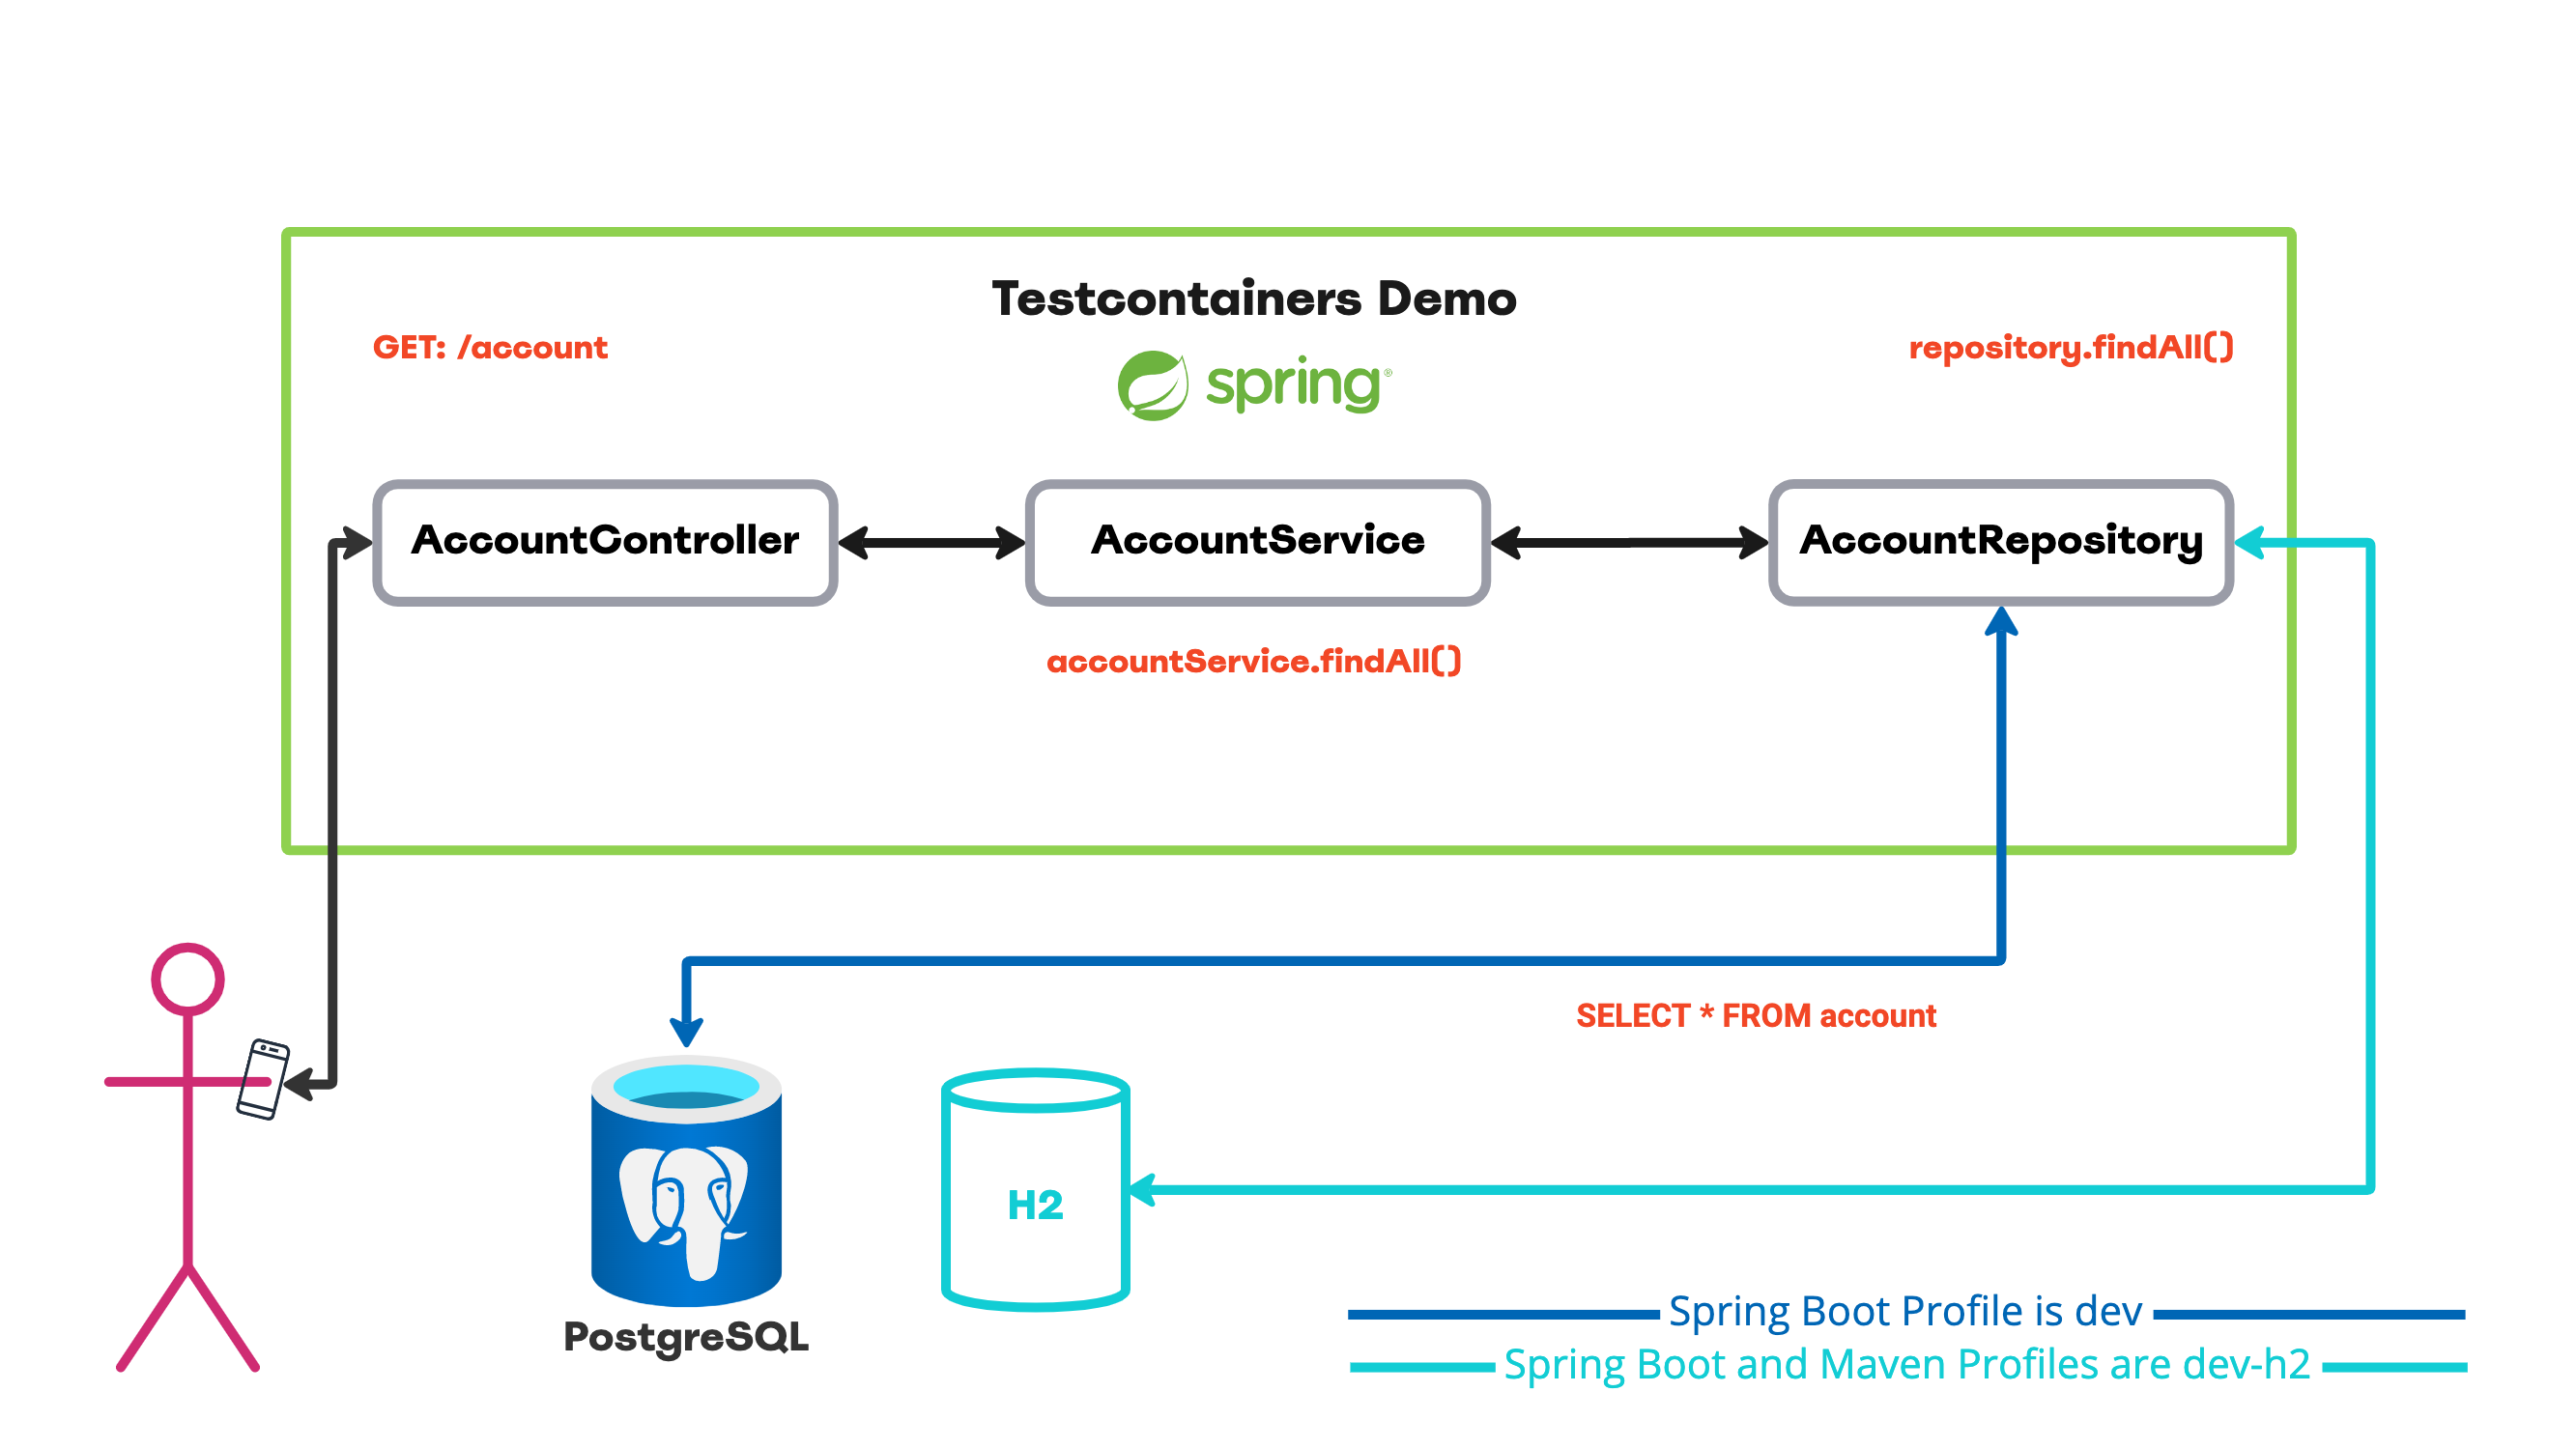 Testcontainers Demo
GET: /account
repository.findAll()
spring®
AccountController
AccountService
AccountRepository
accountService.findAll()
SELECT * FROM account
H2
PostgreSQL
Spring Boot Profile is dev
Spring Boot and Maven Profiles are dev-h2